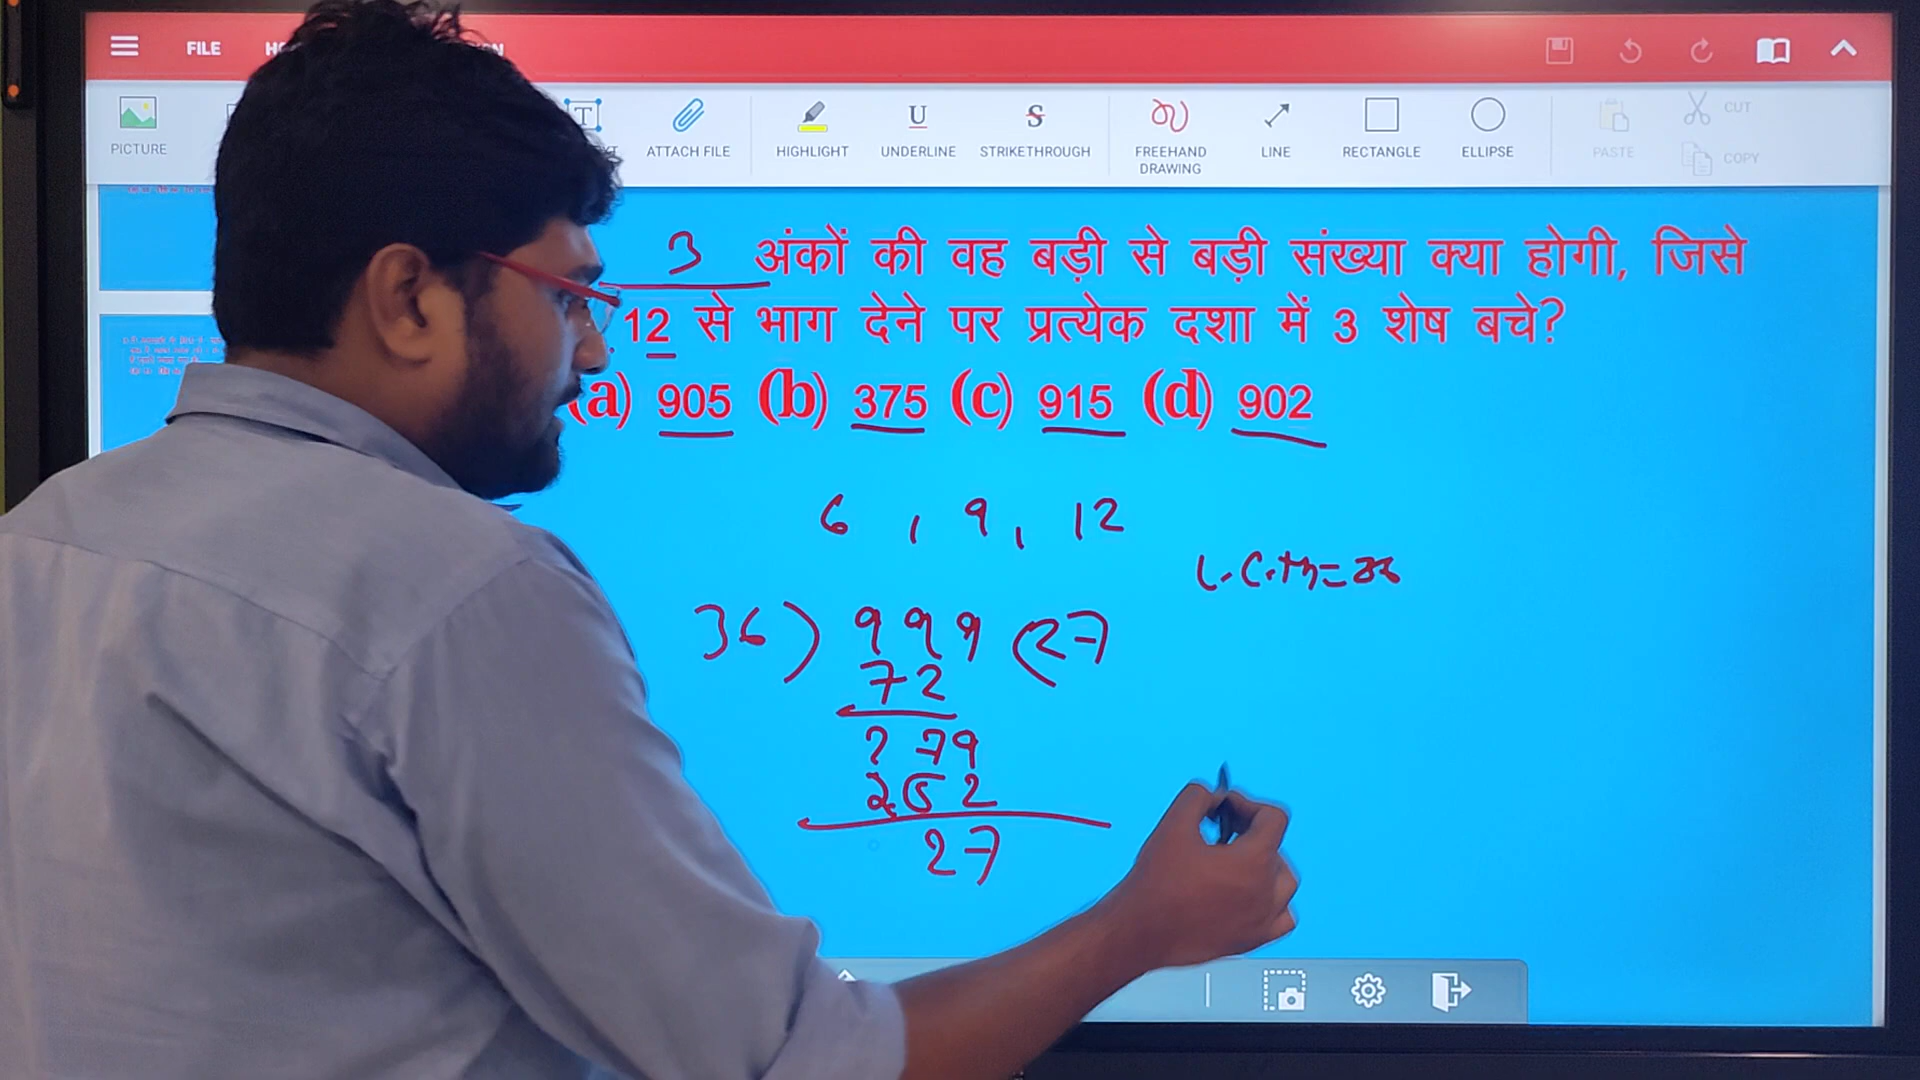 FILE
PICTURE ATTACH FILE HIGHLIGHT UNDERLINE STRIKETHROUGH FREEHAND DRAWING LINE RECTANGLE ELLIPSE PASTE CUT
COPY
3 अंकों की वह बड़ी से बड़ी संख्या क्या होगी, जिसे
12 से भाग देने पर प्रत्येक दशा में 3 शेष बचे?
(a) 905 (b) 375 (c) 915 (d) 902
6 , 9 , 12
L.C.M=36
36) 999 (27
72
279
252
27